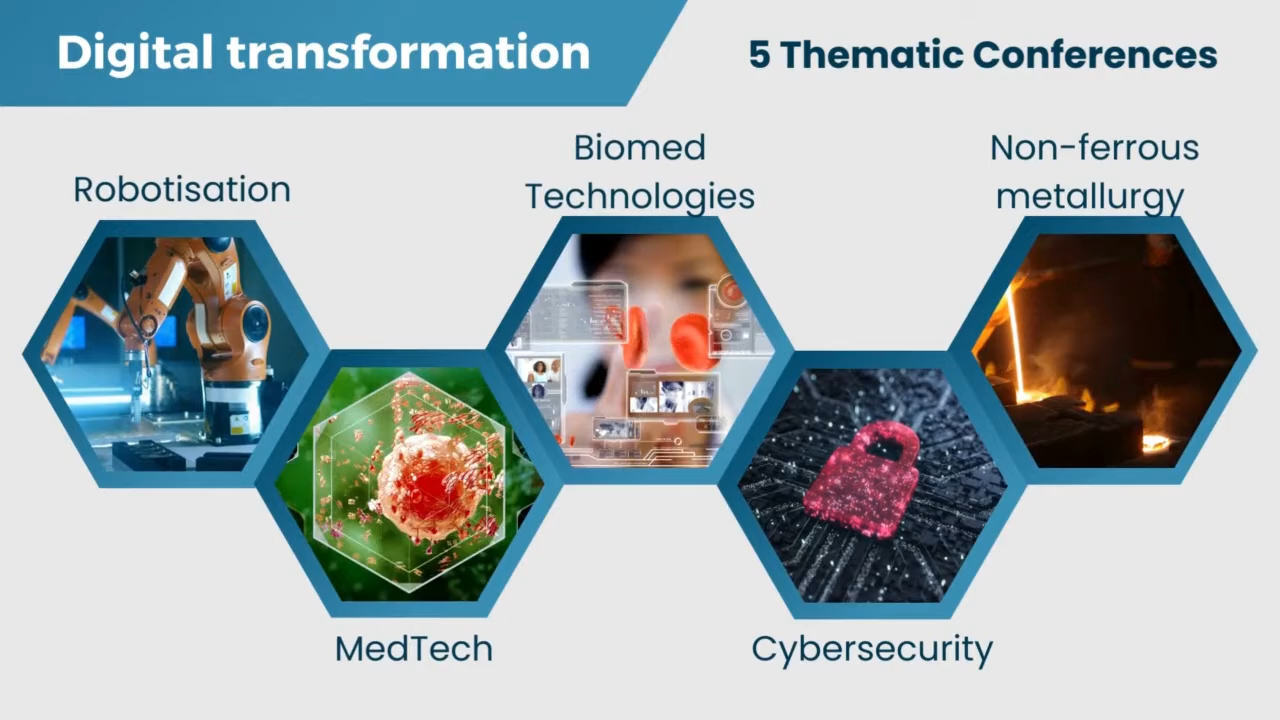 Digital transformation
5 Thematic Conferences
Robotisation
Biomed
Technologies
Non-ferrous
metallurgy
MedTech
Cybersecurity